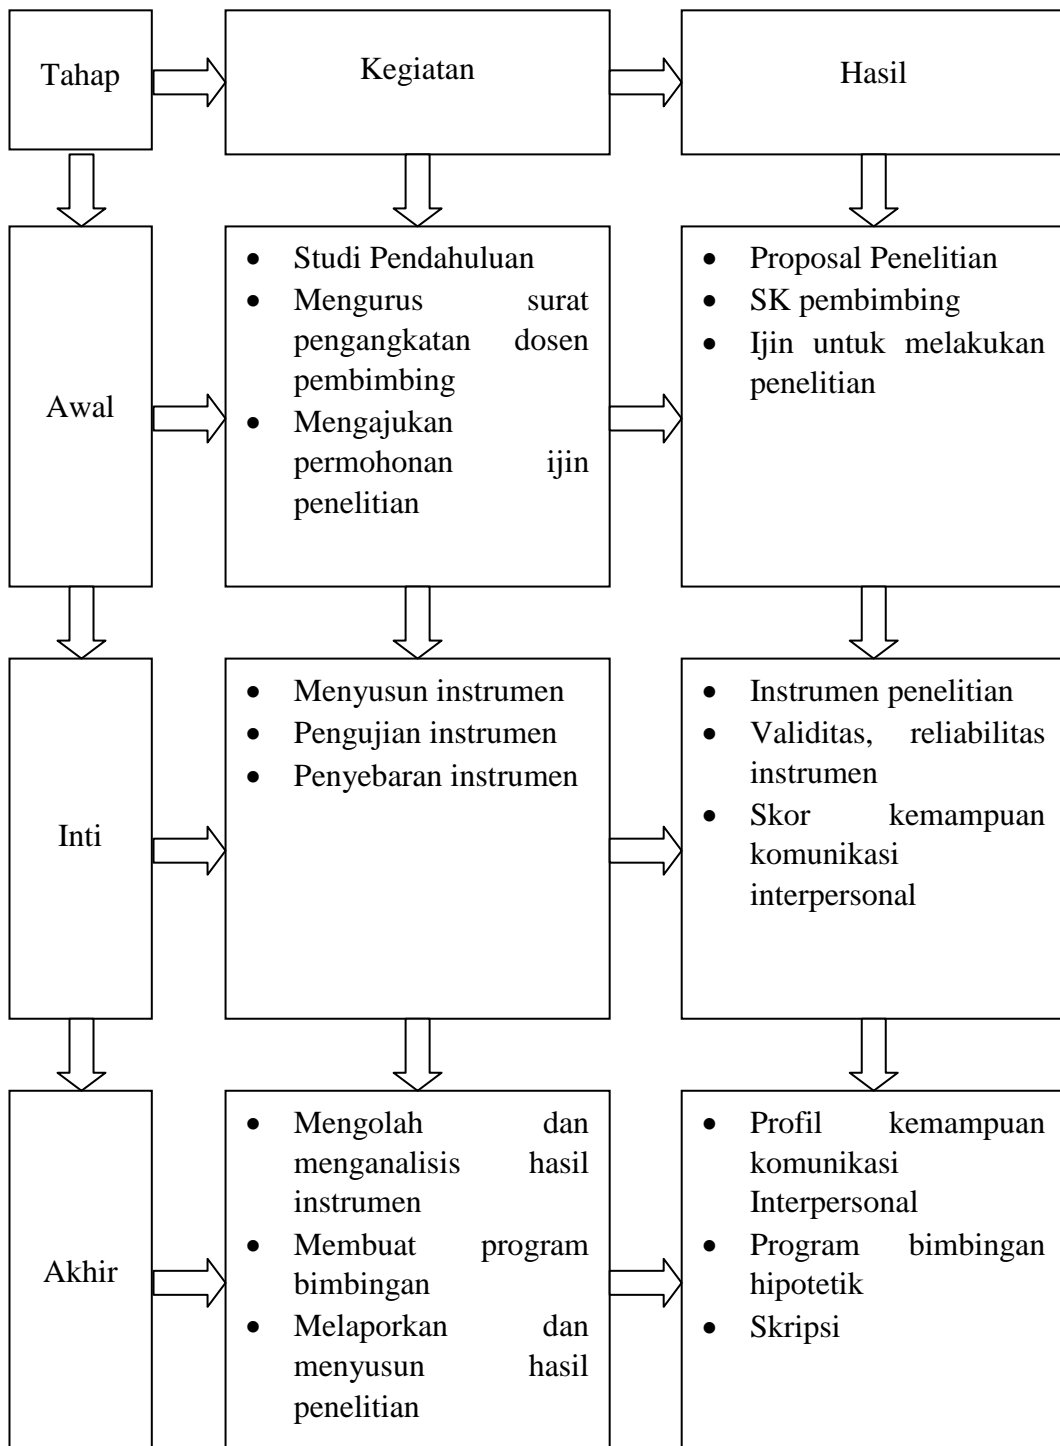 Tahap
Kegiatan
Hasil
Awal
• Studi Pendahuluan
• Mengurus surat
pengangkatan dosen
pembimbing
• Mengajukan
permohonan ijin
penelitian
• Proposal Penelitian
• SK pembimbing
• Ijin untuk melakukan
penelitian
Inti
• Menyusun instrumen
• Pengujian instrumen
• Penyebaran instrumen
• Instrumen penelitian
• Validitas, reliabilitas
instrumen
• Skor kemampuan
komunikasi
interpersonal
Akhir
• Mengolah dan
menganalisis hasil
instrumen
• Membuat program
bimbingan
• Melaporkan dan
menyusun hasil
penelitian
• Profil kemampuan
komunikasi
Interpersonal
• Program bimbingan
hipotetik
• Skripsi